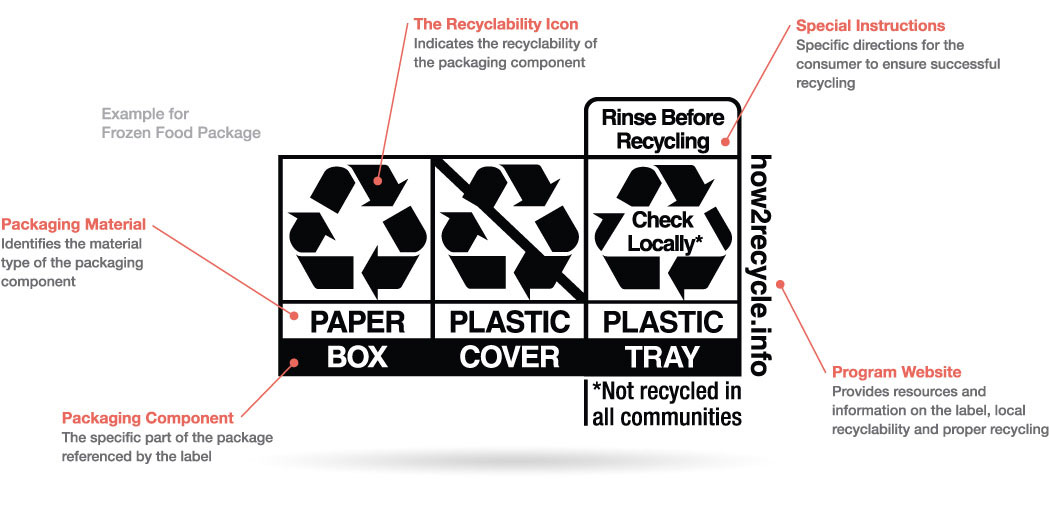 The Recyclability Icon
Indicates the recyclability of
the packaging component
Special Instructions
Specific directions for the
consumer to ensure successful
recycling
Example for
Frozen Food Package
Rinse Before
Recycling
Packaging Material
Identifies the material
type of the packaging
component
Check
Locally*
how2recycle.info
PAPER
PLASTIC
PLASTIC
BOX
COVER
TRAY
*Not recycled in
all communities
Program Website
Provides resources and
information on the label, local
recyclability and proper recycling
Packaging Component
The specific part of the package
referenced by the label